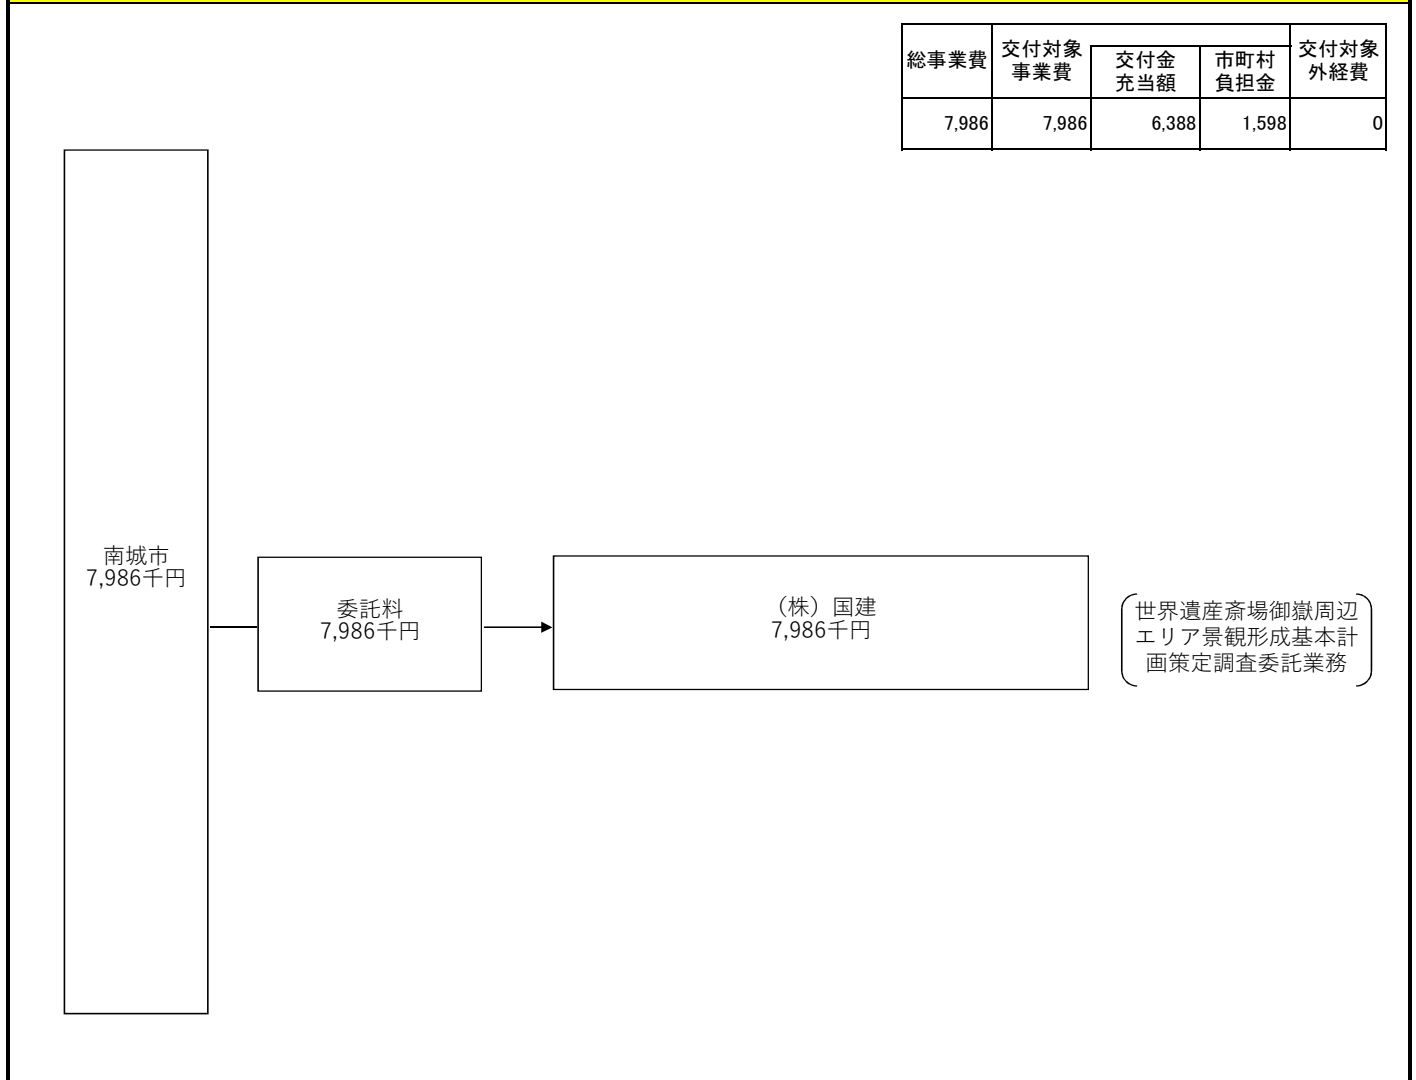 総事業費
交付対象
事業費
交付金
充当額
市町村
負担金
交付対象
外経費
7,986
7,986
6,388
1,598
0
南城市
7,986千円
委託料
7,986千円
（株）国建
7,986千円
世界遺産斎場御嶽周辺
エリア景観形成基本計
画策定調査委託業務